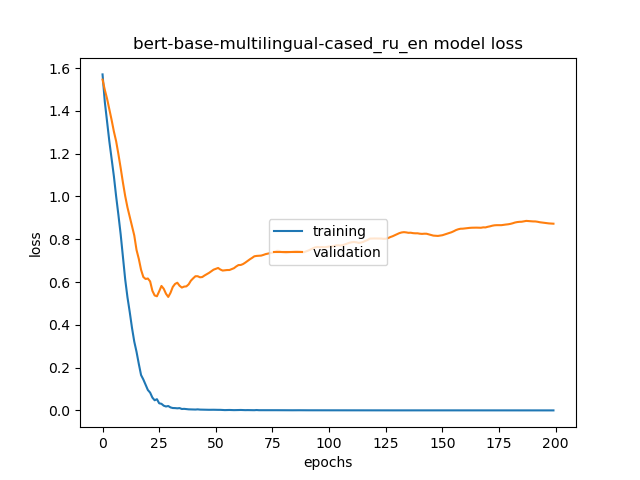 bert-base-multilingual-cased_ru_en model loss
1.6
1.4
1.2
1.0
0.8
0.6
0.4
0.2
0.0
loss
training
validation
0 25 50 75 100 125 150 175 200
epochs